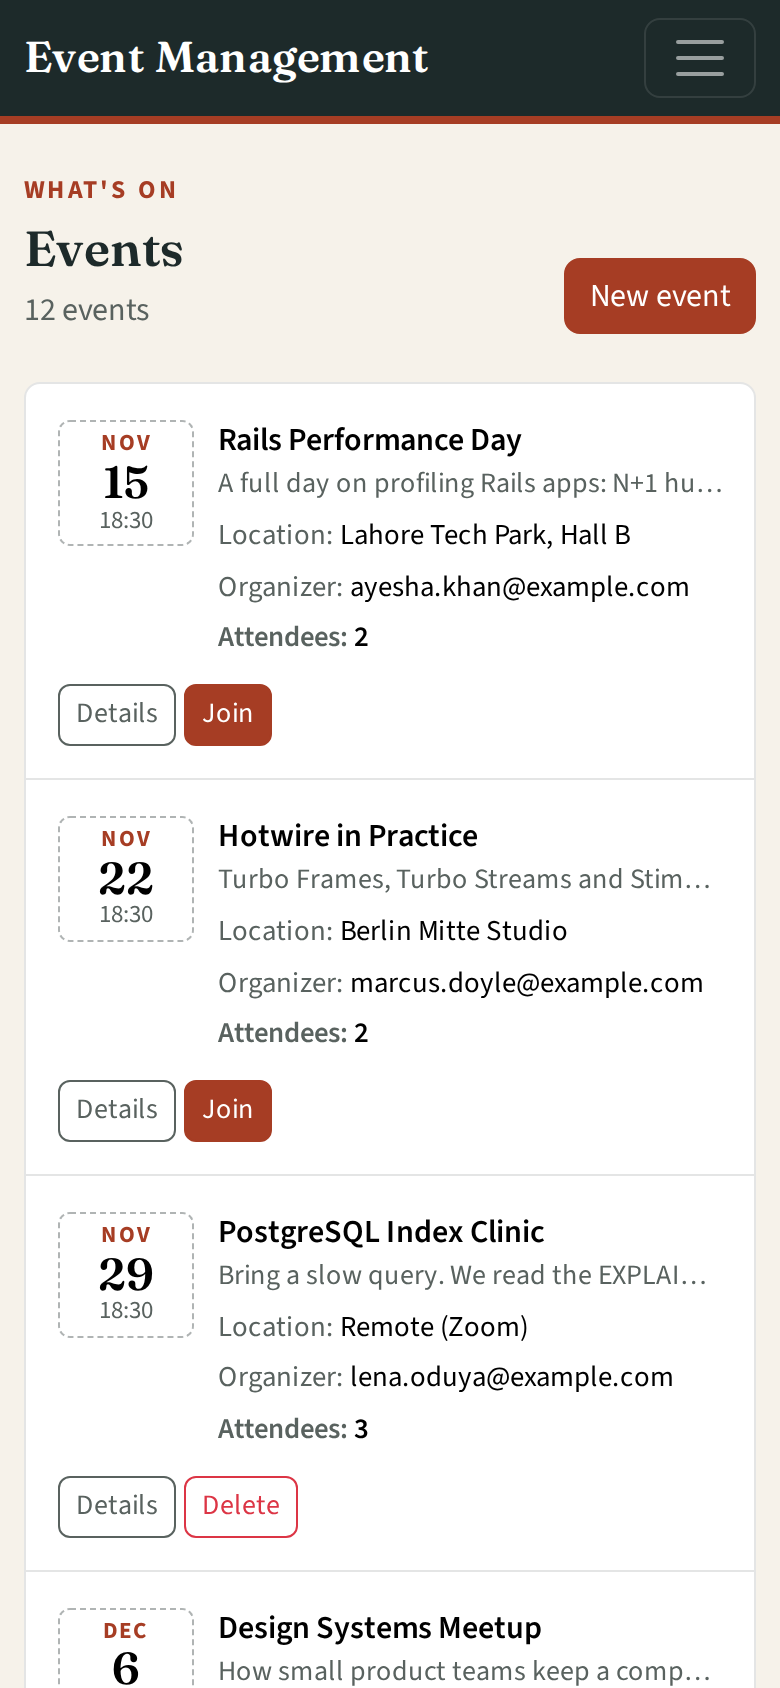 Event Management
WHAT'S ON
Events
12 events
New event
NOV
15
18:30
Rails Performance Day
A full day on profiling Rails apps: N+1 hu…
Location: Lahore Tech Park, Hall B
Organizer: ayesha.khan@example.com
Attendees: 2
Details
Join
NOV
22
18:30
Hotwire in Practice
Turbo Frames, Turbo Streams and Stim…
Location: Berlin Mitte Studio
Organizer: marcus.doyle@example.com
Attendees: 2
Details
Join
NOV
29
18:30
PostgreSQL Index Clinic
Bring a slow query. We read the EXPLAI…
Location: Remote (Zoom)
Organizer: lena.oduya@example.com
Attendees: 3
Details
Delete
DEC
6
Design Systems Meetup
How small product teams keep a comp…